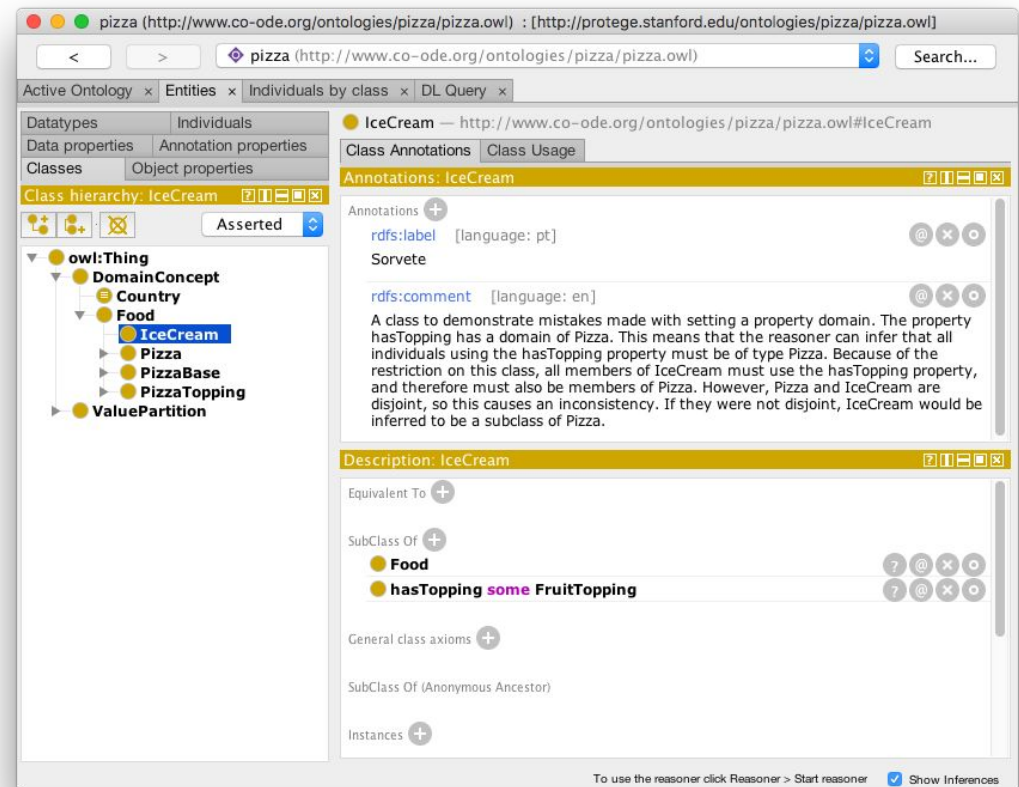 pizza (http://www.co-ode.org/ontologies/pizza/pizza.owl) : [http://protege.stanford.edu/ontologies/pizza/pizza.owl]
< > pizza (http://www.co-ode.org/ontologies/pizza/pizza.owl) Search...
Active Ontology × Entities × Individuals by class × DL Query ×
Datatypes Individuals
Data properties Annotation properties
Classes Object properties
Class hierarchy: IceCream
Asserted
owl:Thing
DomainConcept
Country
Food
IceCream
Pizza
PizzaBase
PizzaTopping
ValuePartition
IceCream — http://www.co-ode.org/ontologies/pizza/pizza.owl#IceCream
Class Annotations Class Usage
Annotations: IceCream
Annotations
rdfs:label [language: pt]
Sorvete
rdfs:comment [language: en]
A class to demonstrate mistakes made with setting a property domain. The property
hasTopping has a domain of Pizza. This means that the reasoner can infer that all
individuals using the hasTopping property must be of type Pizza. Because of the
restriction on this class, all members of IceCream must use the hasTopping property,
and therefore must also be members of Pizza. However, Pizza and IceCream are
disjoint, so this causes an inconsistency. If they were not disjoint, IceCream would be
inferred to be a subclass of Pizza.
Description: IceCream
Equivalent To
SubClass Of
Food
hasTopping some FruitTopping
General class axioms
SubClass Of (Anonymous Ancestor)
Instances
To use the reasoner click Reasoner > Start reasoner Show Inferences